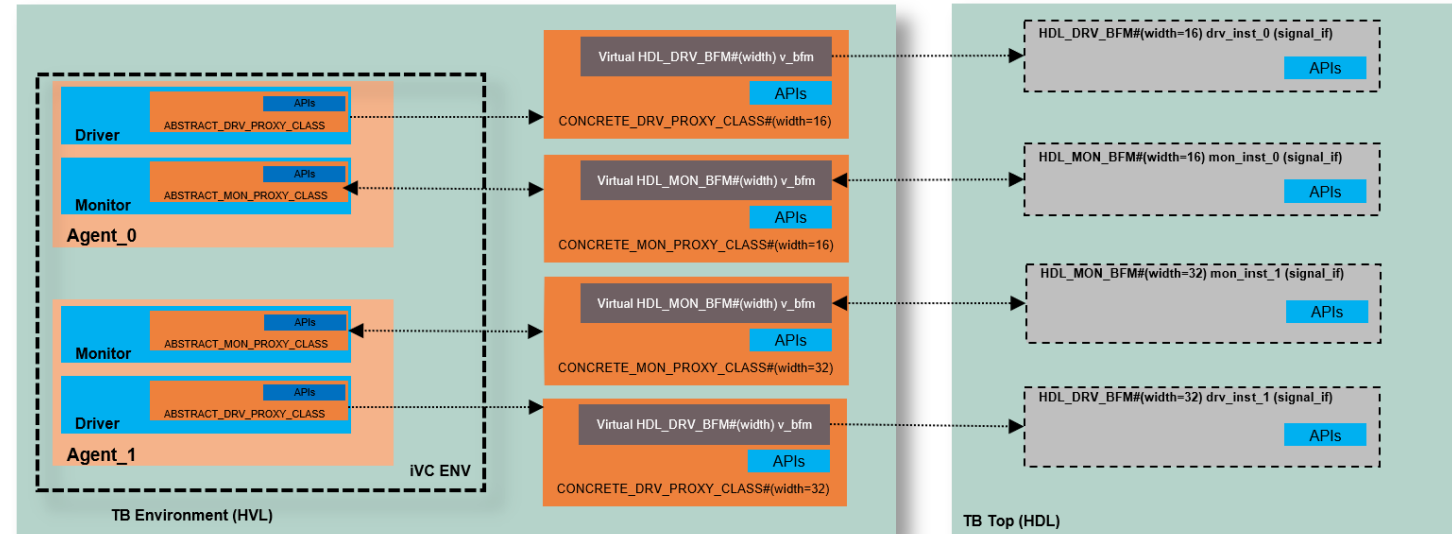 Driver
APIs
ABSTRACT_DRV_PROXY_CLASS
Monitor
APIs
ABSTRACT_MON_PROXY_CLASS
Agent_0
Monitor
APIs
ABSTRACT_MON_PROXY_CLASS
Driver
APIs
ABSTRACT_DRV_PROXY_CLASS
Agent_1
iVC ENV
TB Environment (HVL)
Virtual HDL_DRV_BFM#(width) v_bfm
APIs
CONCRETE_DRV_PROXY_CLASS#(width=16)
Virtual HDL_MON_BFM#(width) v_bfm
APIs
CONCRETE_MON_PROXY_CLASS#(width=16)
Virtual HDL_MON_BFM#(width) v_bfm
APIs
CONCRETE_MON_PROXY_CLASS#(width=32)
Virtual HDL_DRV_BFM#(width) v_bfm
APIs
CONCRETE_DRV_PROXY_CLASS#(width=32)
HDL_DRV_BFM#(width=16) drv_inst_0 (signal_if)
APIs
HDL_MON_BFM#(width=16) mon_inst_0 (signal_if)
APIs
HDL_MON_BFM#(width=32) mon_inst_1 (signal_if)
APIs
HDL_DRV_BFM#(width=32) drv_inst_1 (signal_if)
APIs
TB Top (HDL)